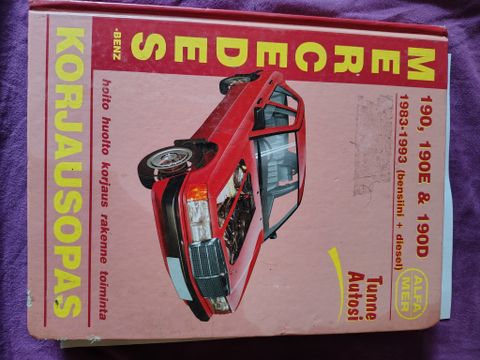 MERCEDES
-BENZ
190, 190E & 190D
1983-1993 (bensiini + diesel)
ALFA
MER
Tunne
Autosi
hoito huolto korjaus rakenne toiminta
KORJAUSOPAS